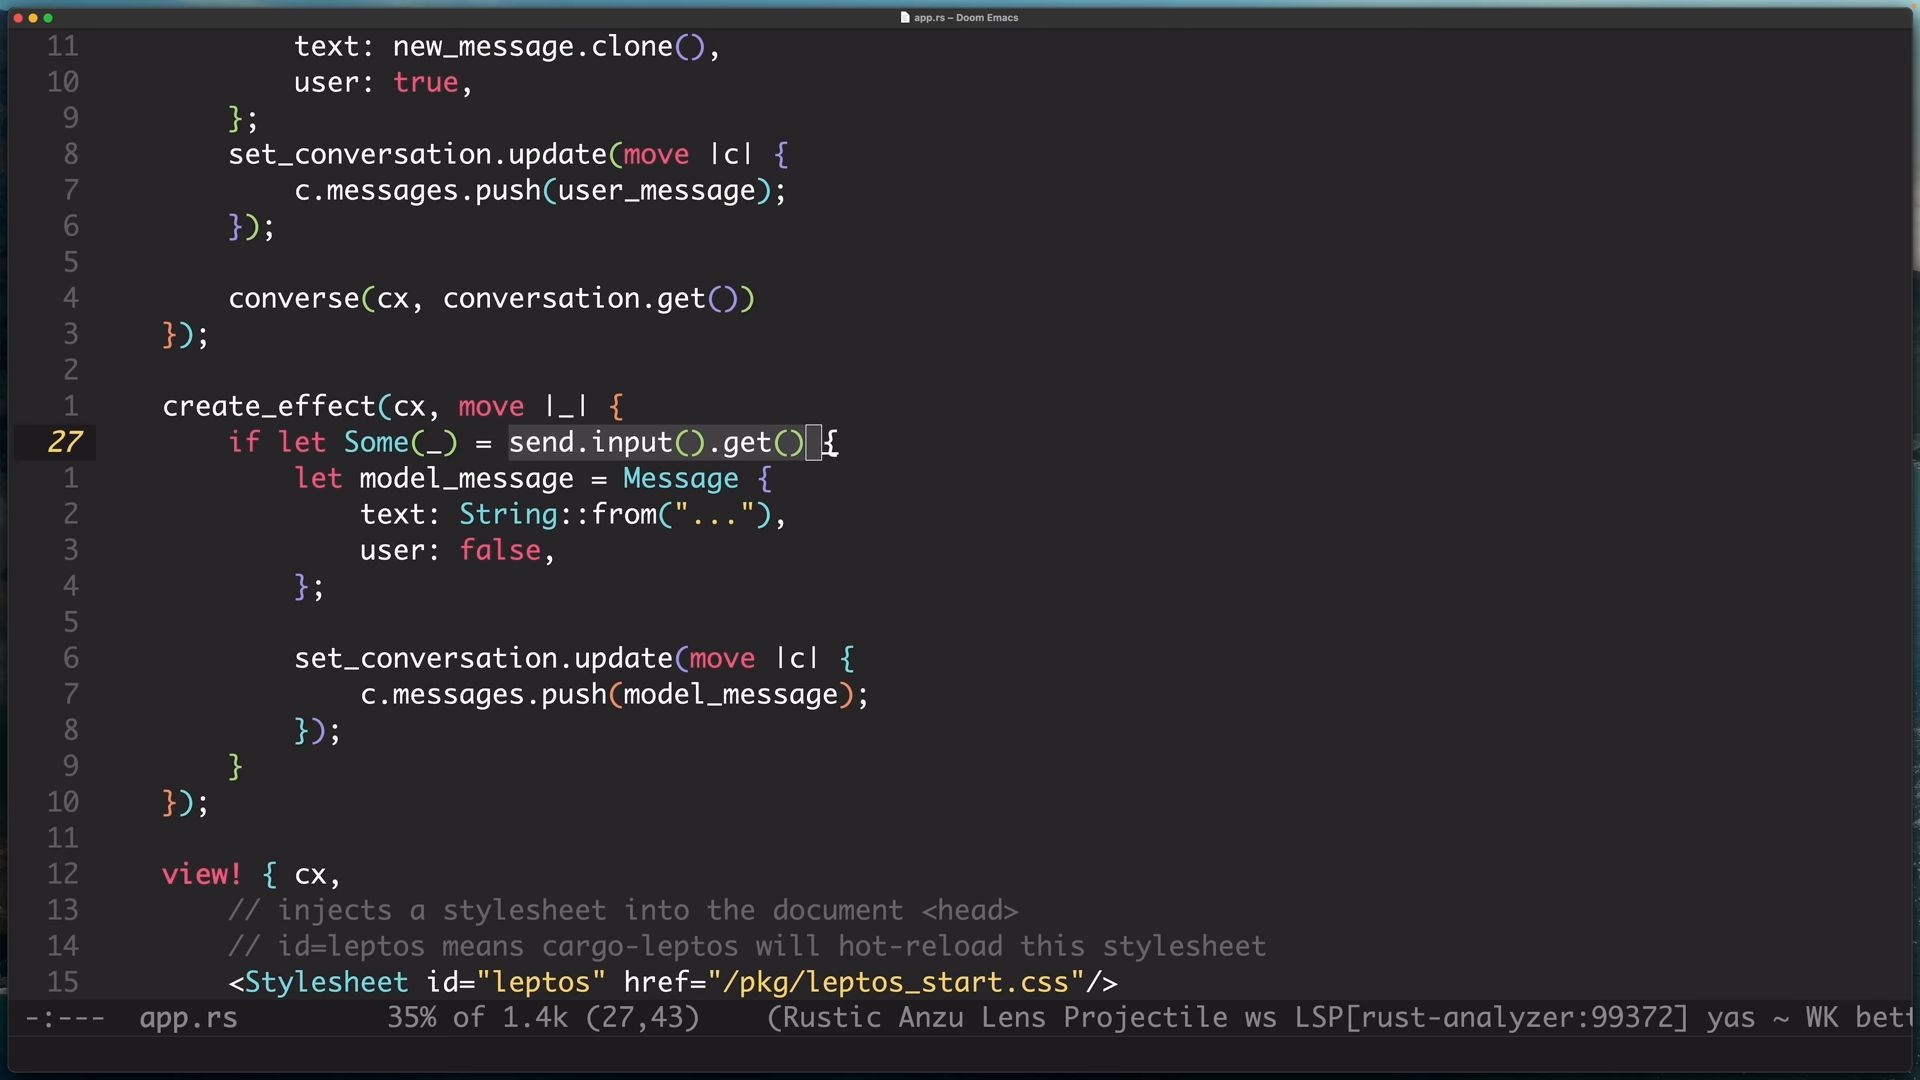 app.rs – Doom Emacs
11 text: new_message.clone(),
10 user: true,
9 };
8 set_conversation.update(move |c| {
7 c.messages.push(user_message);
6 });
5
4 converse(cx, conversation.get())
3 });
2
1 create_effect(cx, move |_| {
27 if let Some(_) = send.input().get() {
1 let model_message = Message {
2 text: String::from("..."),
3 user: false,
4 };
5
6 set_conversation.update(move |c| {
7 c.messages.push(model_message);
8 });
9 }
10 });
11
12 view! { cx,
13 // injects a stylesheet into the document <head>
14 // id=leptos means cargo-leptos will hot-reload this stylesheet
15 <Stylesheet id="leptos" href="/pkg/leptos_start.css"/>
-:--- app.rs 35% of 1.4k (27,43) (Rustic Anzu Lens Projectile ws LSP[rust-analyzer:99372] yas ~ WK bett